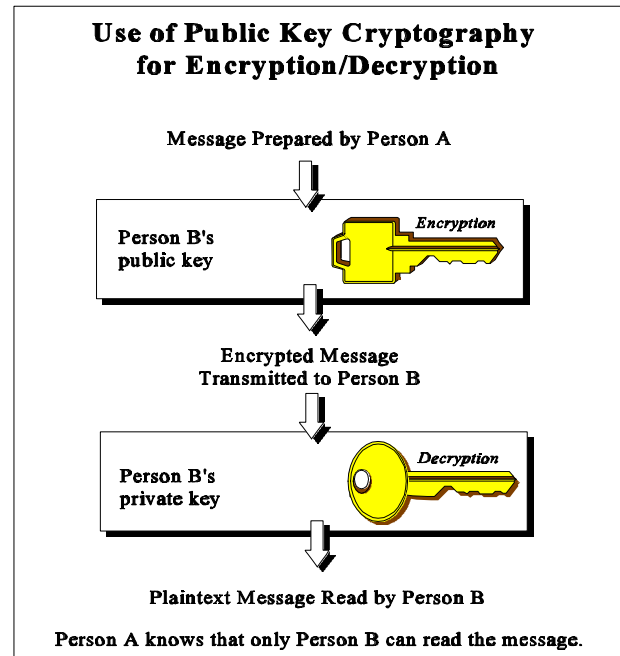 Use of Public Key Cryptography
for Encryption/Decryption
Message Prepared by Person A
Encryption
Person B's
public key
Encrypted Message
Transmitted to Person B
Decryption
Person B's
private key
Plaintext Message Read by Person B
Person A knows that only Person B can read the message.